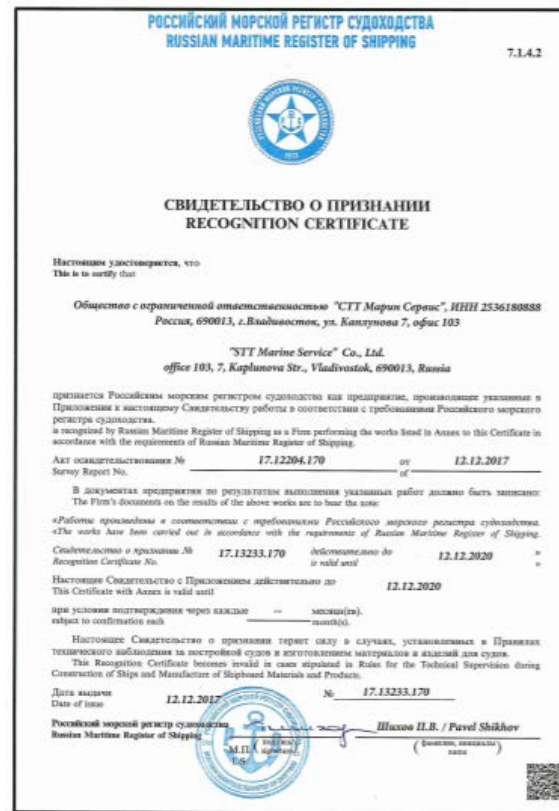 РОССИЙСКИЙ МОРСКОЙ РЕГИСТР СУДОХОДСТВА
RUSSIAN MARITIME REGISTER OF SHIPPING
7.1.4.2
СВИДЕТЕЛЬСТВО О ПРИЗНАНИИ
RECOGNITION CERTIFICATE
Настоящим удостоверяется, что
This is to certify that
Общество с ограниченной ответственностью "СТТ Марин Сервис", ИНН 2536180888
Россия, 690013, г.Владивосток, ул. Каплунова 7, офис 103
"STT Marine Service" Co., Ltd.
office 103, 7, Kaplunova Str., Vladivostok, 690013, Russia
признается Российским морским регистром судоходства как предприятие, производящее указанные в
Приложении к настоящему Свидетельству работы в соответствии с требованиями Российского морского
регистра судоходства.
is recognized by Russian Maritime Register of Shipping as a Firm performing the works listed in Annex to this Certificate in
accordance with the requirements of Russian Maritime Register of Shipping.
Акт освидетельствования № 17.12204.170 от 12.12.2017
Survey Report No. of
В документах предприятия по результатам выполнения указанных работ должно быть записано:
The Firm's documents on the results of the above works are to bear the note:
«Работы произведены в соответствии с требованиями Российского морского регистра судоходства.
«The works have been carried out in accordance with the requirements of Russian Maritime Register of Shipping.
Свидетельство о признании № 17.13233.170 действительно до 12.12.2020 »
Recognition Certificate No. is valid until »
Настоящее Свидетельство с Приложением действительно до 12.12.2020
This Certificate with Annex is valid until
при условии подтверждения через каждые -- месяца(ев).
subject to confirmation each month(s).
Настоящее Свидетельство о признании теряет силу в случаях, установленных в Правилах
технического наблюдения за постройкой судов и изготовлением материалов и изделий для судов.
This Recognition Certificate becomes invalid in cases stipulated in Rules for the Technical Supervision during
Construction of Ships and Manufacture of Shipboard Materials and Products.
Дата выдачи 12.12.2017 № 17.13233.170
Date of issue
Российский морской регистр судоходства Шихов П.В. / Pavel Shikhov
Russian Maritime Register of Shipping
М.П. (подпись signature) (фамилия, инициалы name)
L.S.